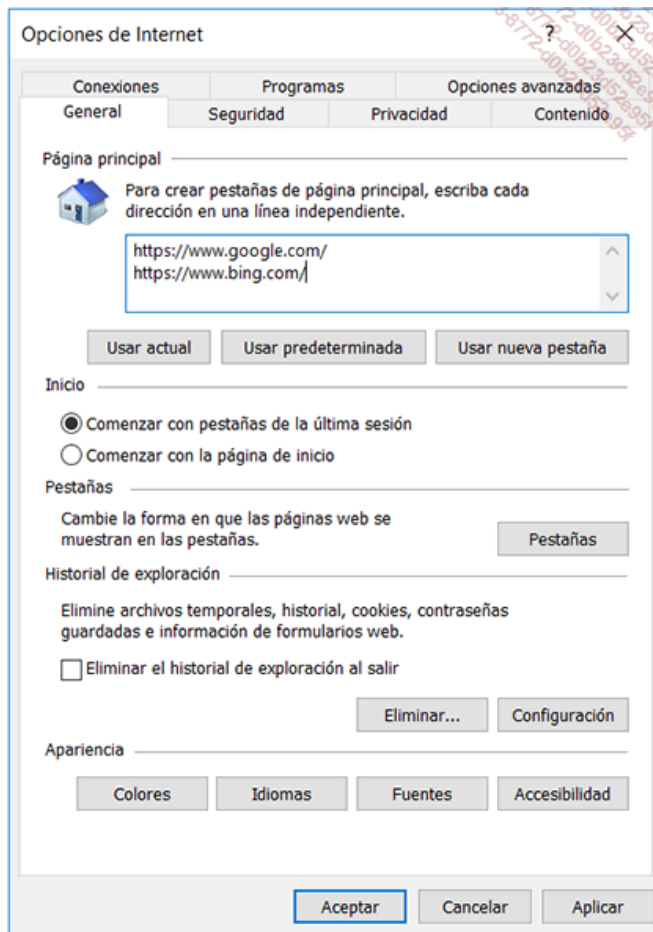 Opciones de Internet
?
Conexiones Programas Opciones avanzadas
General Seguridad Privacidad Contenido
Página principal
Para crear pestañas de página principal, escriba cada
dirección en una línea independiente.
https://www.google.com/
https://www.bing.com/
Usar actual Usar predeterminada Usar nueva pestaña
Inicio
Comenzar con pestañas de la última sesión
Comenzar con la página de inicio
Pestañas
Cambie la forma en que las páginas web se
muestran en las pestañas.
Pestañas
Historial de exploración
Elimine archivos temporales, historial, cookies, contraseñas
guardadas e información de formularios web.
Eliminar el historial de exploración al salir
Eliminar... Configuración
Apariencia
Colores Idiomas Fuentes Accesibilidad
Aceptar Cancelar Aplicar